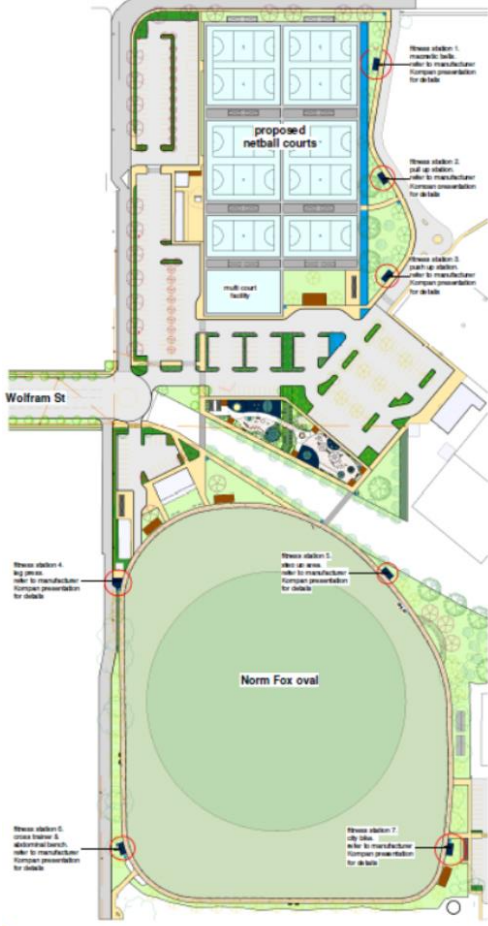 fitness station 1.
magnetic bells.
refer to manufacturer
Kompan presentation
for details
proposed
netball courts
fitness station 2.
pull up station.
refer to manufacturer
Kompan presentation
for details
fitness station 3.
push up station.
refer to manufacturer
Kompan presentation
for details
multi court
facility
Wolfram St
fitness station 4.
leg press.
refer to manufacturer
Kompan presentation
for details
fitness station 5.
step up area.
refer to manufacturer
Kompan presentation
for details
Norm Fox oval
fitness station 6.
cross trainer &
abdominal bench.
refer to manufacturer
Kompan presentation
for details
fitness station 7.
city bike.
refer to manufacturer
Kompan presentation
for details